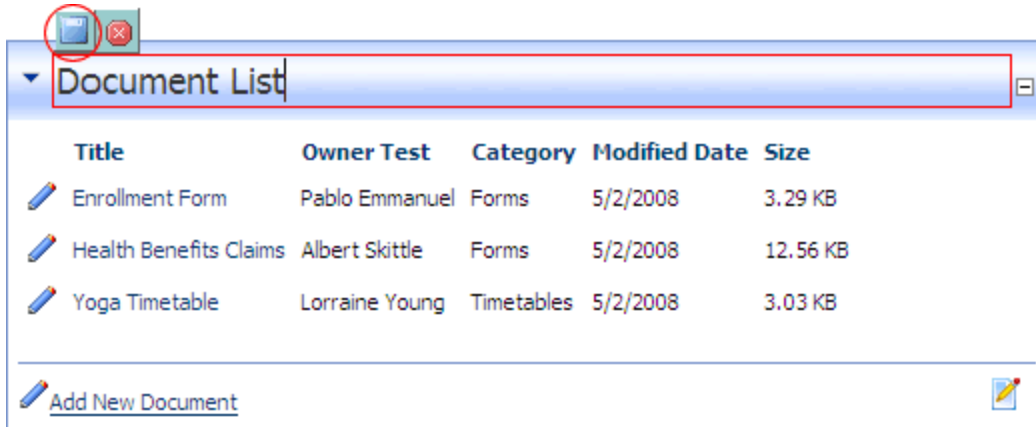 Document List
Title Owner Test Category Modified Date Size
Enrollment Form Pablo Emmanuel Forms 5/2/2008 3.29 KB
Health Benefits Claims Albert Skittle Forms 5/2/2008 12.56 KB
Yoga Timetable Lorraine Young Timetables 5/2/2008 3.03 KB
Add New Document